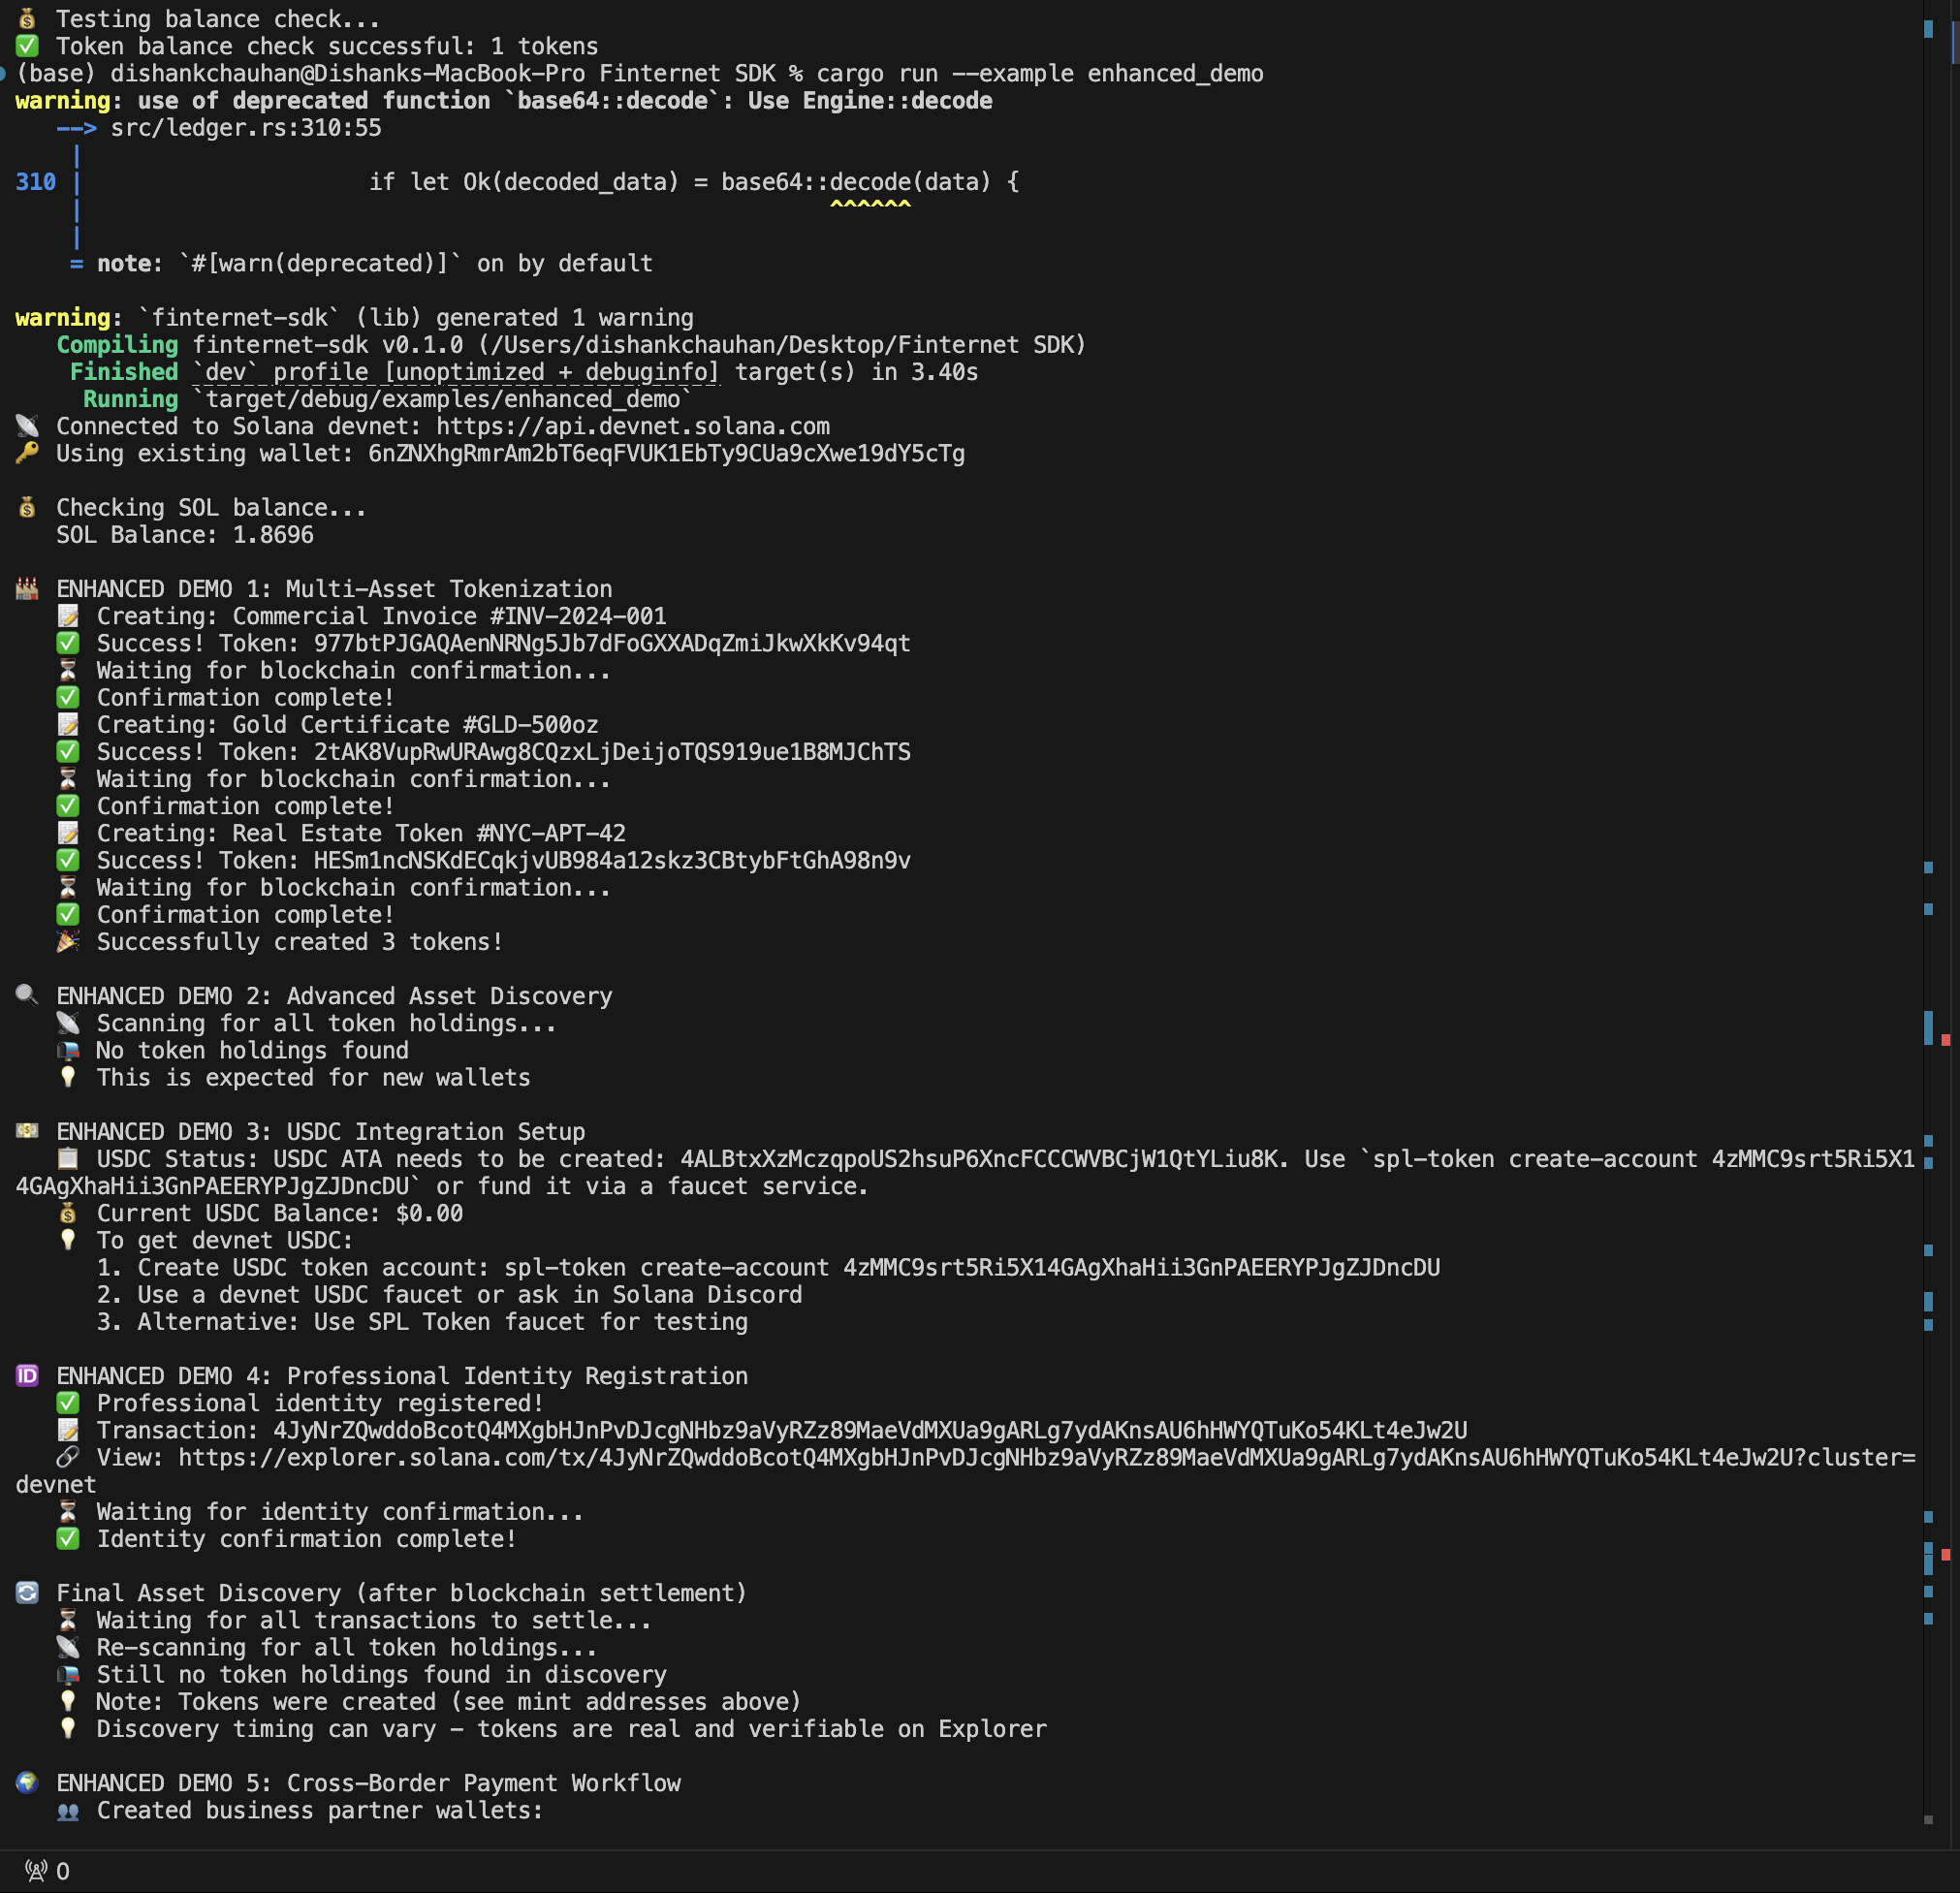 💰 Testing balance check...
✅ Token balance check successful: 1 tokens
(base) dishankchauhan@Dishanks-MacBook-Pro Finternet SDK % cargo run --example enhanced_demo
warning: use of deprecated function `base64::decode`: Use Engine::decode
   --> src/ledger.rs:310:55
    |
310 |                     if let Ok(decoded_data) = base64::decode(data) {
    |                                                       ^^^^^^
    |
    = note: `#[warn(deprecated)]` on by default

warning: `finternet-sdk` (lib) generated 1 warning
   Compiling finternet-sdk v0.1.0 (/Users/dishankchauhan/Desktop/Finternet SDK)
    Finished `dev` profile [unoptimized + debuginfo] target(s) in 3.40s
     Running `target/debug/examples/enhanced_demo`
📡 Connected to Solana devnet: https://api.devnet.solana.com
🔑 Using existing wallet: 6nZNXhgRmrAm2bT6eqFVUK1EbTy9CUa9cXwe19dY5cTg

💰 Checking SOL balance...
   SOL Balance: 1.8696

🏭 ENHANCED DEMO 1: Multi-Asset Tokenization
   📝 Creating: Commercial Invoice #INV-2024-001
   ✅ Success! Token: 977btPJGAQAenNRNg5Jb7dFoGXXADqZmiJkwXkKv94qt
   ⏳ Waiting for blockchain confirmation...
   ✅ Confirmation complete!
   📝 Creating: Gold Certificate #GLD-500oz
   ✅ Success! Token: 2tAK8VupRwURAwg8CQzxLjDeijoTQS919ue1B8MJChTS
   ⏳ Waiting for blockchain confirmation...
   ✅ Confirmation complete!
   📝 Creating: Real Estate Token #NYC-APT-42
   ✅ Success! Token: HESm1ncNSKdECqkjvUB984a12skz3CBtybFtGhA98n9v
   ⏳ Waiting for blockchain confirmation...
   ✅ Confirmation complete!
   🎉 Successfully created 3 tokens!

🔍 ENHANCED DEMO 2: Advanced Asset Discovery
   📡 Scanning for all token holdings...
   📭 No token holdings found
   💡 This is expected for new wallets

💵 ENHANCED DEMO 3: USDC Integration Setup
   📋 USDC Status: USDC ATA needs to be created: 4ALBtxXzMczqpoUS2hsuP6XncFCCCWVBCjW1QtYLiu8K. Use `spl-token create-account 4zMMC9srt5Ri5X1
4GAgXhaHii3GnPAEERYPJgZJDncDU` or fund it via a faucet service.
   💰 Current USDC Balance: $0.00
   💡 To get devnet USDC:
      1. Create USDC token account: spl-token create-account 4zMMC9srt5Ri5X14GAgXhaHii3GnPAEERYPJgZJDncDU
      2. Use a devnet USDC faucet or ask in Solana Discord
      3. Alternative: Use SPL Token faucet for testing

🆔 ENHANCED DEMO 4: Professional Identity Registration
   ✅ Professional identity registered!
   📝 Transaction: 4JyNrZQwddoBcotQ4MXgbHJnPvDJcgNHbz9aVyRZz89MaeVdMXUa9gARLg7ydAKnsAU6hHWYQTuKo54KLt4eJw2U
   🔗 View: https://explorer.solana.com/tx/4JyNrZQwddoBcotQ4MXgbHJnPvDJcgNHbz9aVyRZz89MaeVdMXUa9gARLg7ydAKnsAU6hHWYQTuKo54KLt4eJw2U?cluster=
devnet
   ⏳ Waiting for identity confirmation...
   ✅ Identity confirmation complete!

🔄 Final Asset Discovery (after blockchain settlement)
   ⏳ Waiting for all transactions to settle...
   📡 Re-scanning for all token holdings...
   📭 Still no token holdings found in discovery
   💡 Note: Tokens were created (see mint addresses above)
   💡 Discovery timing can vary - tokens are real and verifiable on Explorer

🌍 ENHANCED DEMO 5: Cross-Border Payment Workflow
   👥 Created business partner wallets:
0